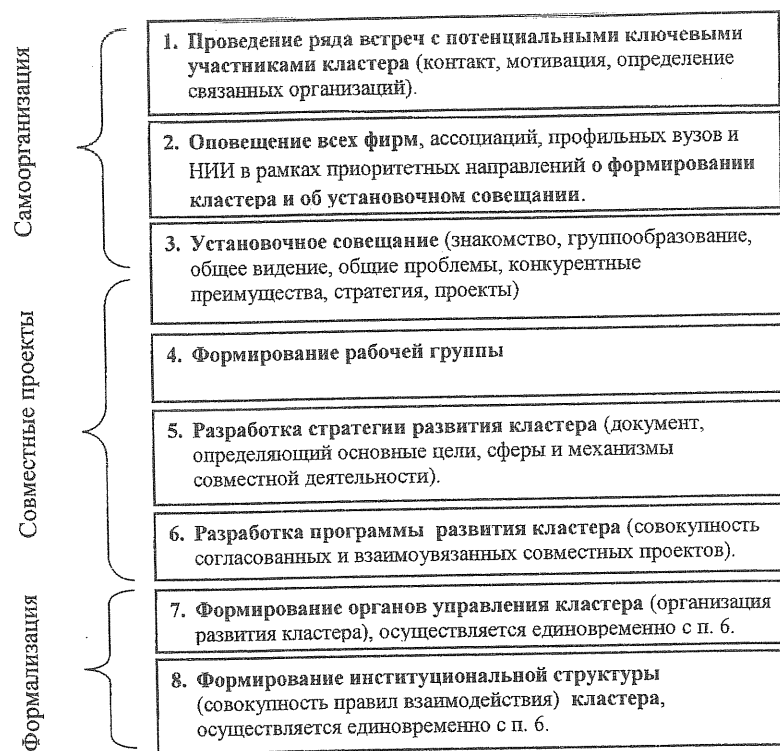 Самоорганизация
1. Проведение ряда встреч с потенциальными ключевыми
участниками кластера (контакт, мотивация, определение
связанных организаций).
2. Оповещение всех фирм, ассоциаций, профильных вузов и
НИИ в рамках приоритетных направлений о формировании
кластера и об установочном совещании.
3. Установочное совещание (знакомство, группообразование,
общее видение, общие проблемы, конкурентные
преимущества, стратегия, проекты)
Совместные проекты
4. Формирование рабочей группы
5. Разработка стратегии развития кластера (документ,
определяющий основные цели, сферы и механизмы
совместной деятельности).
6. Разработка программы развития кластера (совокупность
согласованных и взаимоувязанных совместных проектов).
Формализация
7. Формирование органов управления кластера (организация
развития кластера), осуществляется единовременно с п. 6.
8. Формирование институциональной структуры
(совокупность правил взаимодействия) кластера,
осуществляется единовременно с п. 6.